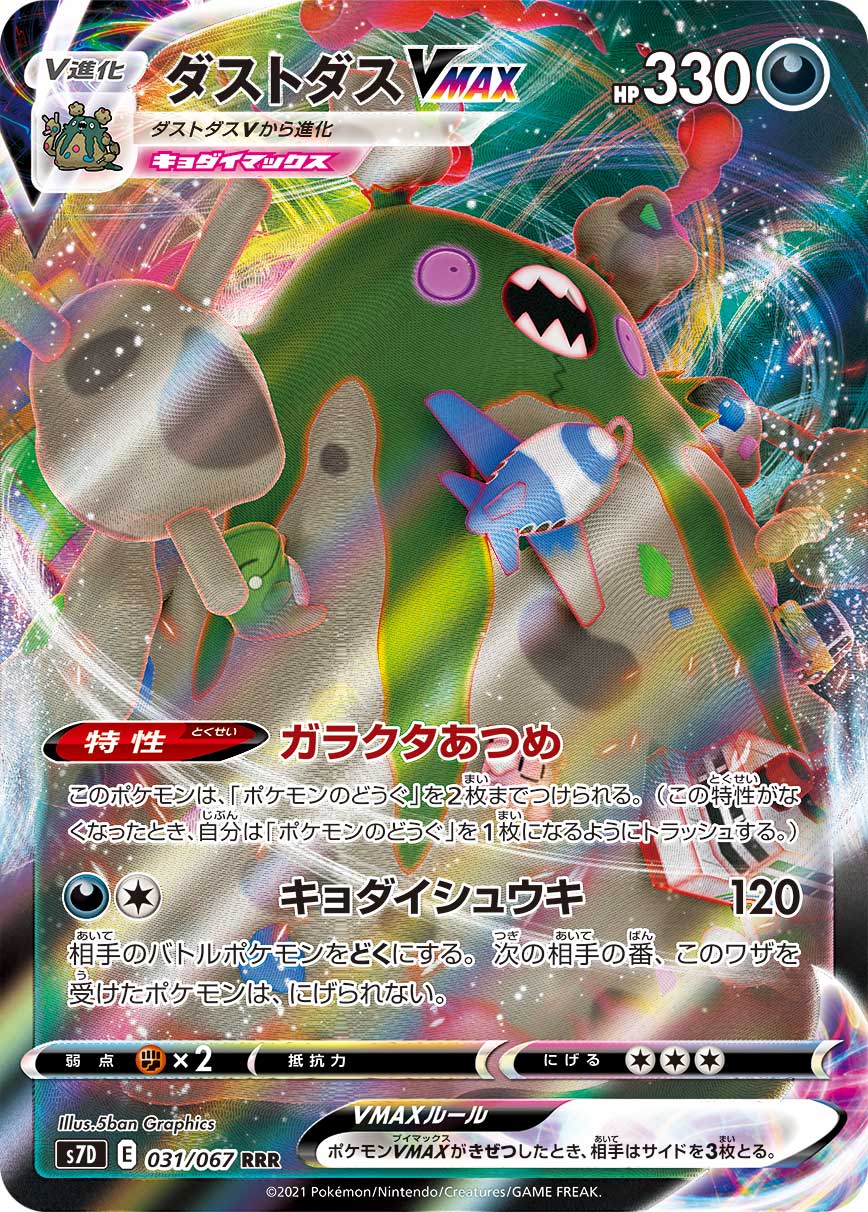 V進化
ダストダスVMAX
HP330
ダストダスVから進化
キョダイマックス
特性 とくせい
ガラクタあつめ
このポケモンは、「ポケモンのどうぐ」を2枚までつけられる。（この特性がな
くなったとき、自分は「ポケモンのどうぐ」を1枚になるようにトラッシュする。）
キョダイシュウキ 120
相手のバトルポケモンをどくにする。次の相手の番、このワザを
受けたポケモンは、にげられない。
弱点 ×2 抵抗力 にげる
Illus.5ban Graphics
VMAXルール
ポケモンVMAXがきぜつしたとき、相手はサイドを3枚とる。
s7D E 031/067 RRR
©2021 Pokémon/Nintendo/Creatures/GAME FREAK.